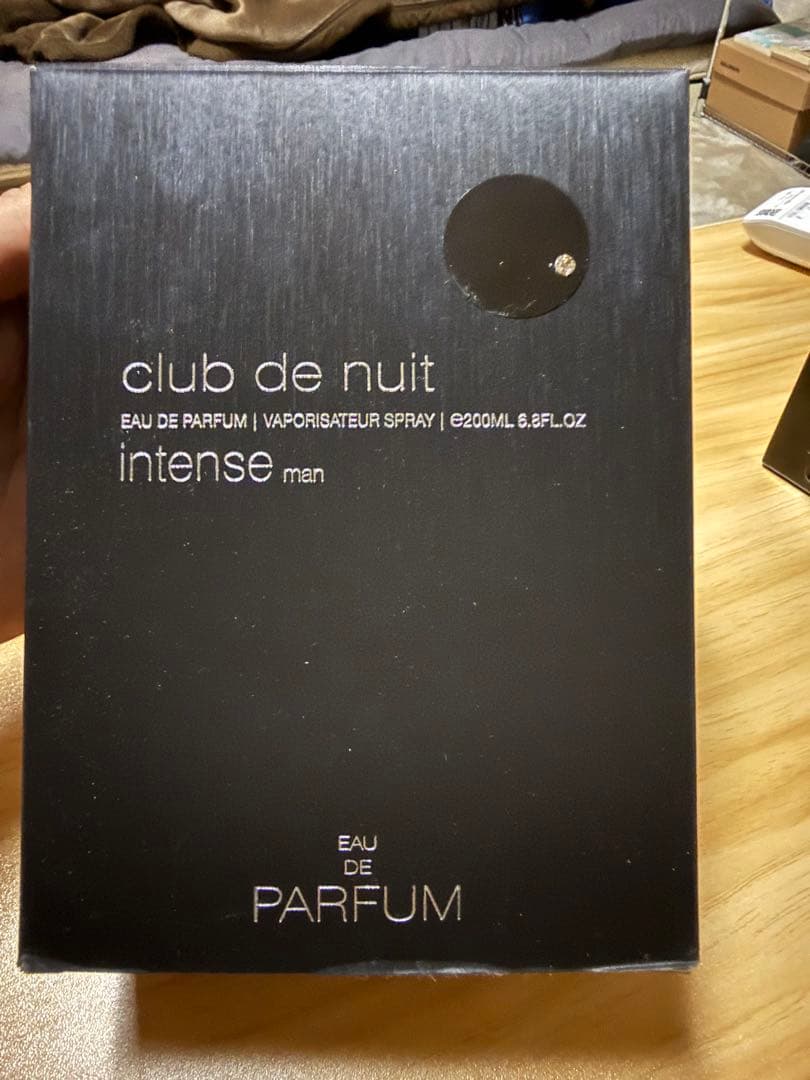 club de nuit
EAU DE PARFUM | VAPORISATEUR SPRAY | ℮200ML 6.8FL.OZ
intense man
EAU
DE
PARFUM